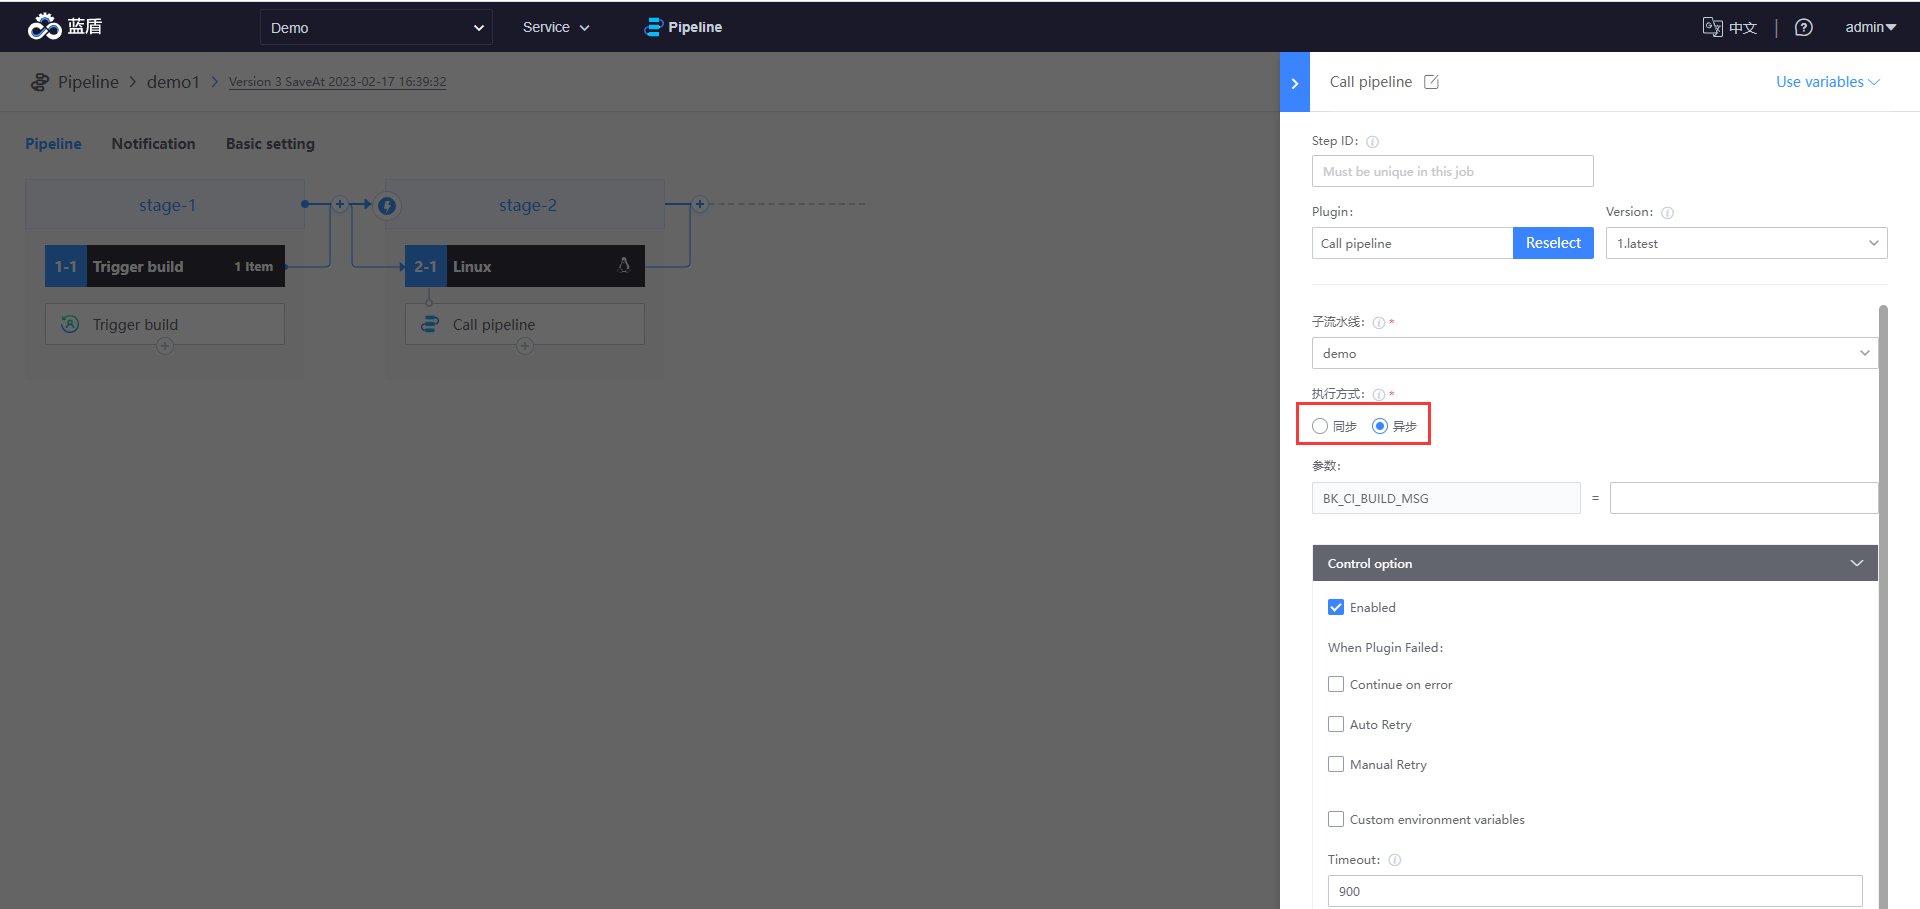 蓝盾
Demo
Service
Pipeline
中文
admin
Pipeline
demo1
Version 3 SaveAt 2023-02-17 16:39:32
Pipeline
Notification
Basic setting
stage-1
stage-2
1-1
Trigger build
1 Item
2-1
Linux
Trigger build
Call pipeline
Call pipeline
Use variables
Step ID:
Must be unique in this job
Plugin:
Version:
Call pipeline
Reselect
1.latest
子流水线: *
demo
执行方式: *
同步
异步
参数:
BK_CI_BUILD_MSG
=
Control option
Enabled
When Plugin Failed:
Continue on error
Auto Retry
Manual Retry
Custom environment variables
Timeout:
900